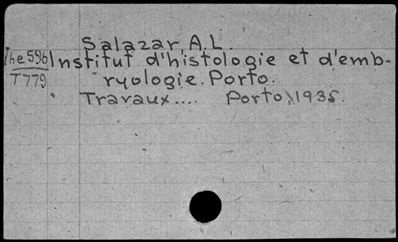 Salazar, A.L.
The 596 Institut d'histologie et d'emb-
T779 ryologie. Porto.
Travaux.... Porto, 1935.